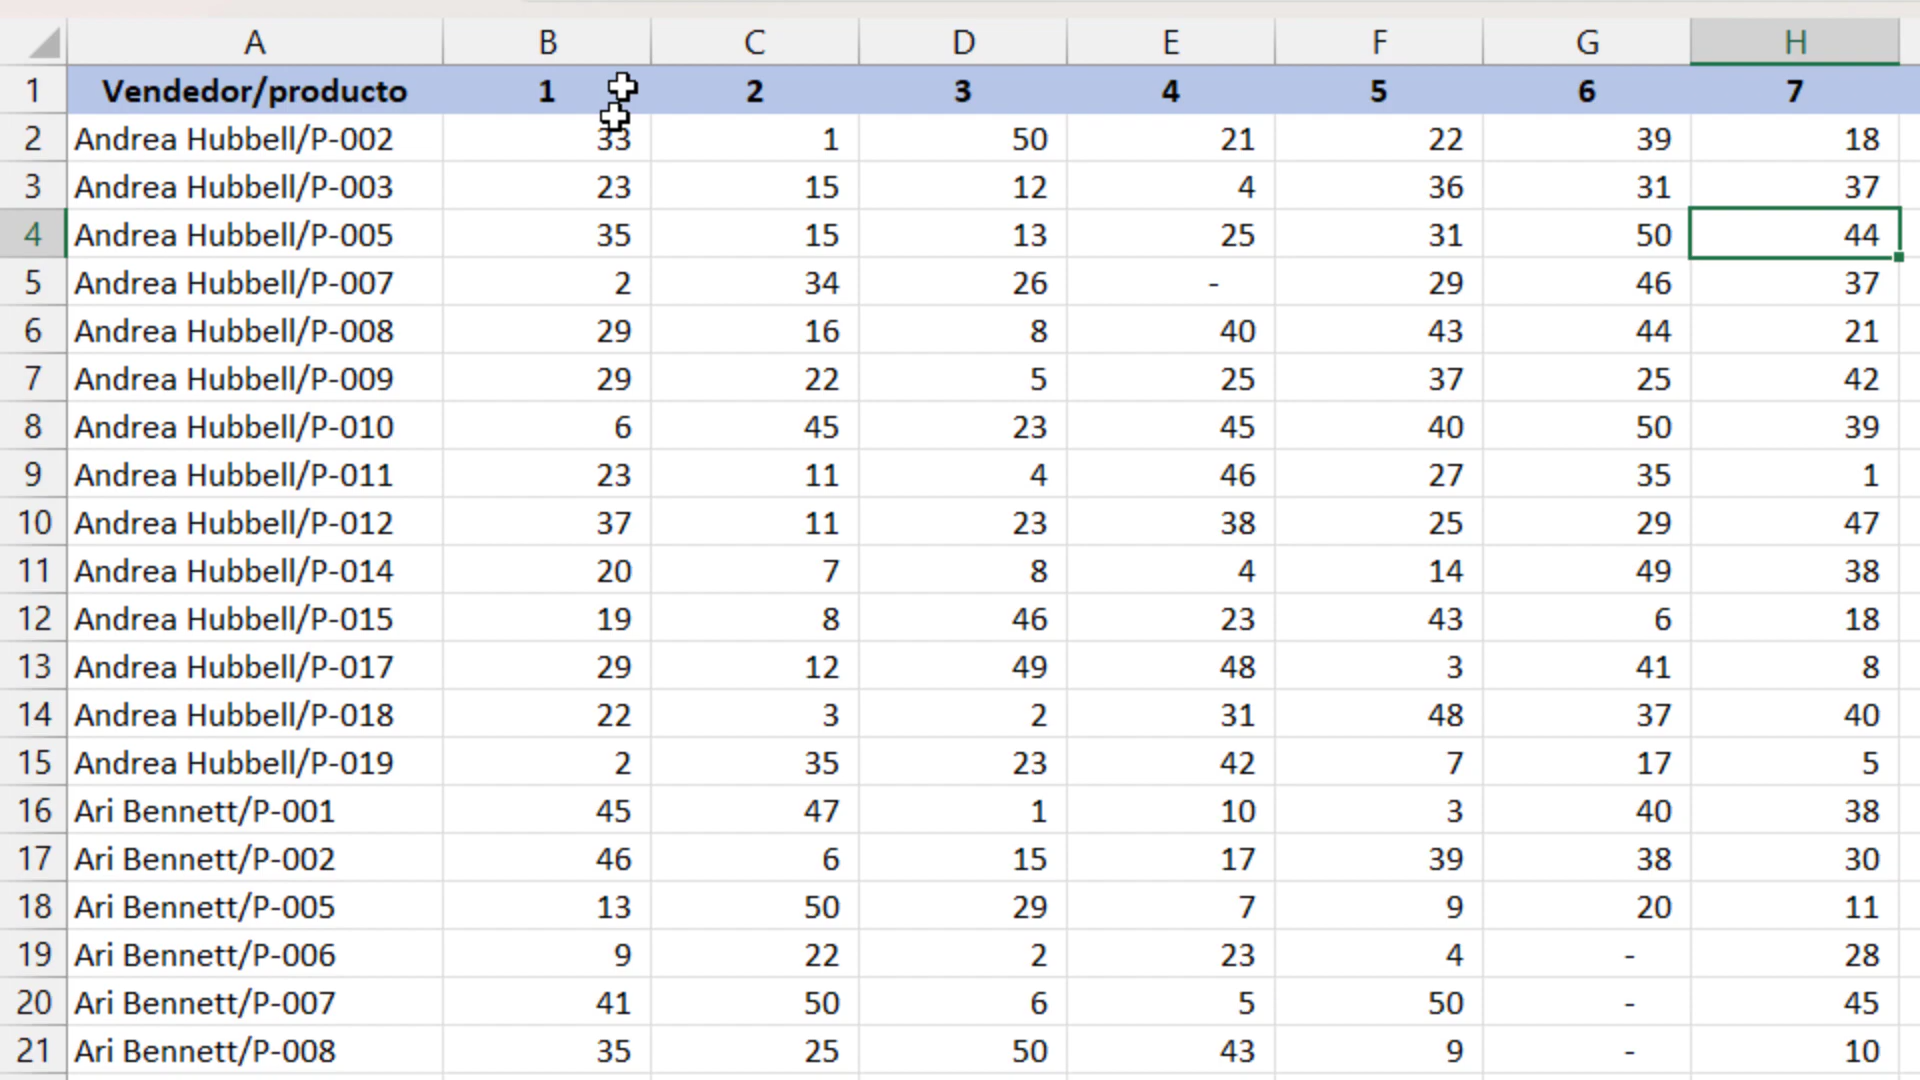 A B C D E F G H
1 Vendedor/producto 1 2 3 4 5 6 7
2 Andrea Hubbell/P-002 33 1 50 21 22 39 18
3 Andrea Hubbell/P-003 23 15 12 4 36 31 37
4 Andrea Hubbell/P-005 35 15 13 25 31 50 44
5 Andrea Hubbell/P-007 2 34 26 - 29 46 37
6 Andrea Hubbell/P-008 29 16 8 40 43 44 21
7 Andrea Hubbell/P-009 29 22 5 25 37 25 42
8 Andrea Hubbell/P-010 6 45 23 45 40 50 39
9 Andrea Hubbell/P-011 23 11 4 46 27 35 1
10 Andrea Hubbell/P-012 37 11 23 38 25 29 47
11 Andrea Hubbell/P-014 20 7 8 4 14 49 38
12 Andrea Hubbell/P-015 19 8 46 23 43 6 18
13 Andrea Hubbell/P-017 29 12 49 48 3 41 8
14 Andrea Hubbell/P-018 22 3 2 31 48 37 40
15 Andrea Hubbell/P-019 2 35 23 42 7 17 5
16 Ari Bennett/P-001 45 47 1 10 3 40 38
17 Ari Bennett/P-002 46 6 15 17 39 38 30
18 Ari Bennett/P-005 13 50 29 7 9 20 11
19 Ari Bennett/P-006 9 22 2 23 4 - 28
20 Ari Bennett/P-007 41 50 6 5 50 - 45
21 Ari Bennett/P-008 35 25 50 43 9 - 10